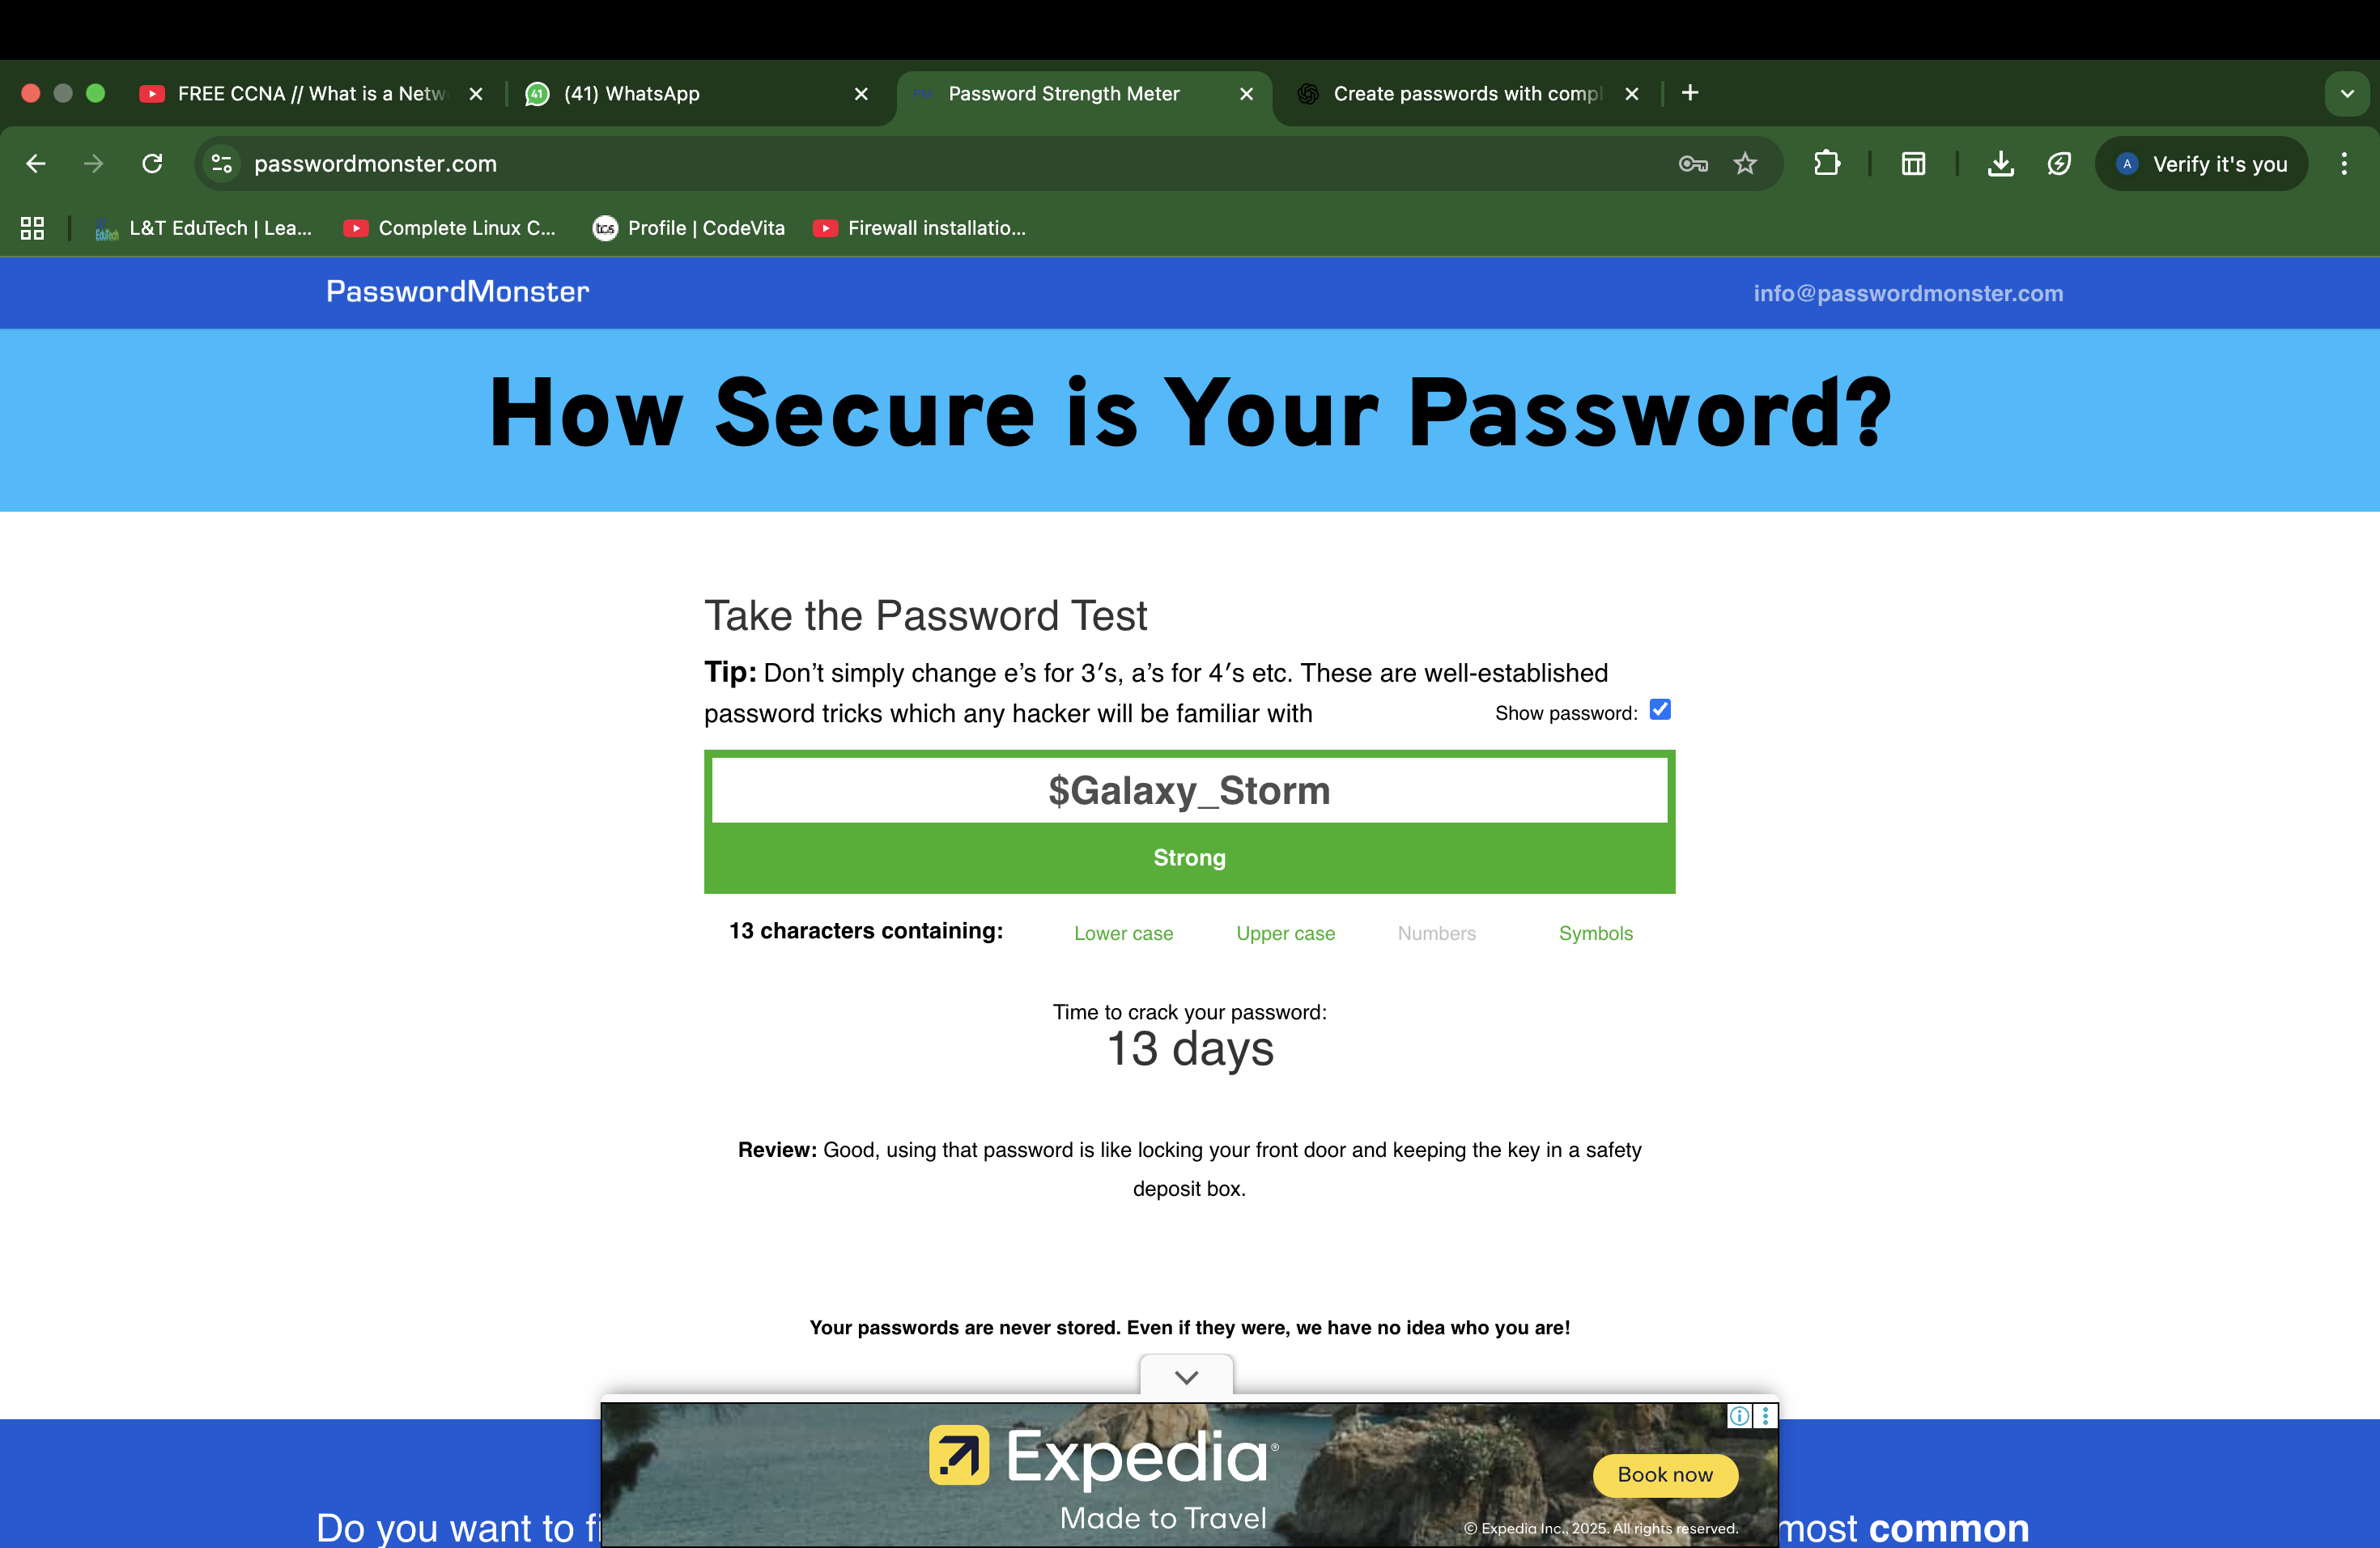 FREE CCNA // What is a Netw
41
(41) WhatsApp
PM
Password Strength Meter
Create passwords with compl
passwordmonster.com
A
Verify it's you
L&T EduTech | Lea...
Complete Linux C...
tcs
Profile | CodeVita
Firewall installatio...
PasswordMonster
info@passwordmonster.com
How Secure is Your Password?
Take the Password Test
Tip: Don’t simply change e’s for 3′s, a’s for 4′s etc. These are well-established
password tricks which any hacker will be familiar with
Show password:
$Galaxy_Storm
Strong
13 characters containing:
Lower case
Upper case
Numbers
Symbols
Time to crack your password:
13 days
Review: Good, using that password is like locking your front door and keeping the key in a safety
deposit box.
Your passwords are never stored. Even if they were, we have no idea who you are!
Expedia®
Made to Travel
Book now
© Expedia Inc., 2025. All rights reserved.
Do you want to fi
most common